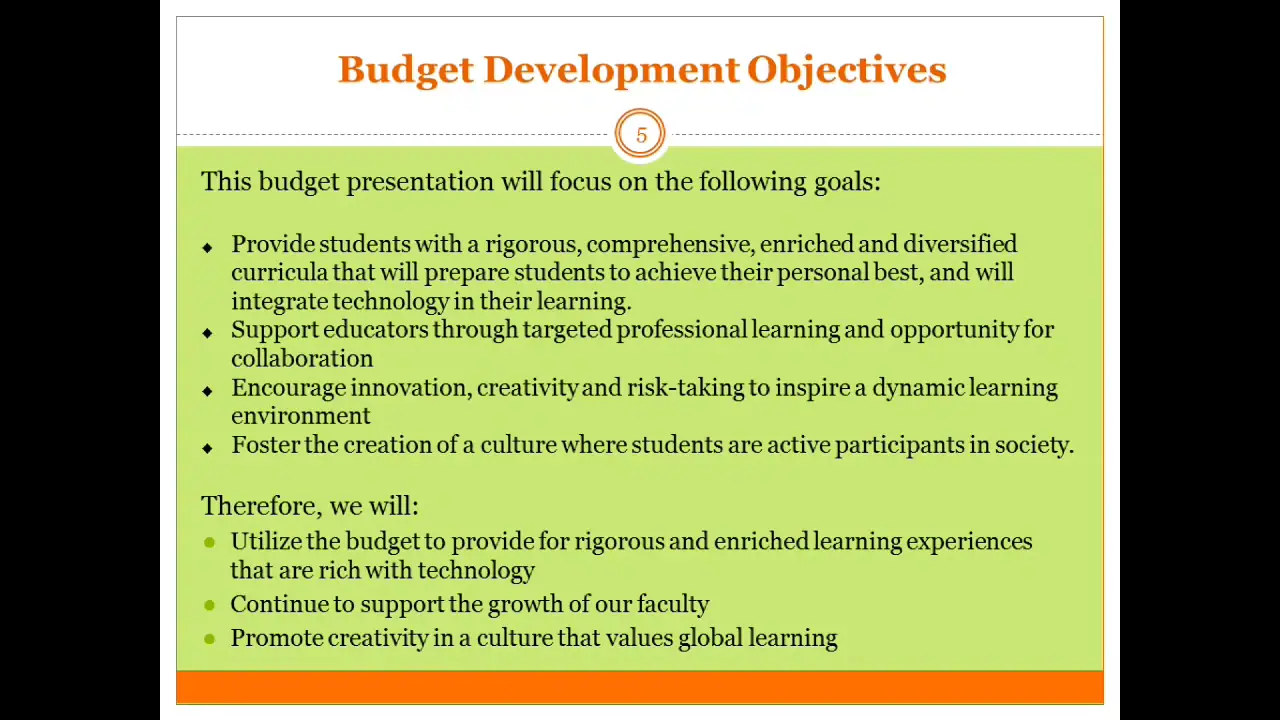 Budget Development Objectives
5
This budget presentation will focus on the following goals:
◆ Provide students with a rigorous, comprehensive, enriched and diversified
curricula that will prepare students to achieve their personal best, and will
integrate technology in their learning.
◆ Support educators through targeted professional learning and opportunity for
collaboration
◆ Encourage innovation, creativity and risk-taking to inspire a dynamic learning
environment
◆ Foster the creation of a culture where students are active participants in society.
Therefore, we will:
● Utilize the budget to provide for rigorous and enriched learning experiences
that are rich with technology
● Continue to support the growth of our faculty
● Promote creativity in a culture that values global learning